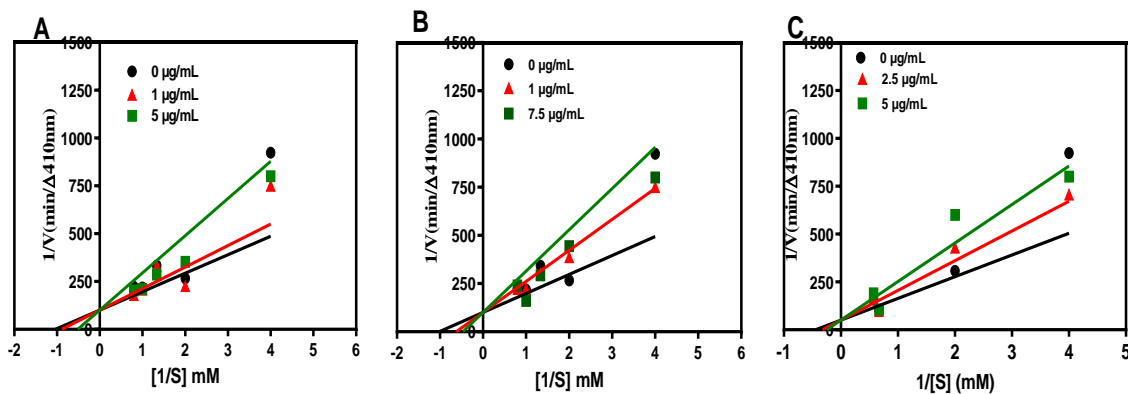 A
1/V(min/Δ410nm)
1500
1250
1000
750
500
250
0 µg/mL
1 µg/mL
5 µg/mL
-2 -1 0 1 2 3 4 5 6
[1/S] mM
B
1/V(min/Δ410nm)
1500
1250
1000
750
500
250
0 µg/mL
1 µg/mL
7.5 µg/mL
-2 -1 0 1 2 3 4 5 6
[1/S] mM
C
1/V(min/Δ410nm)
1500
1250
1000
750
500
250
0 µg/mL
2.5 µg/mL
5 µg/mL
-1 0 1 2 3 4 5
1/[S] (mM)